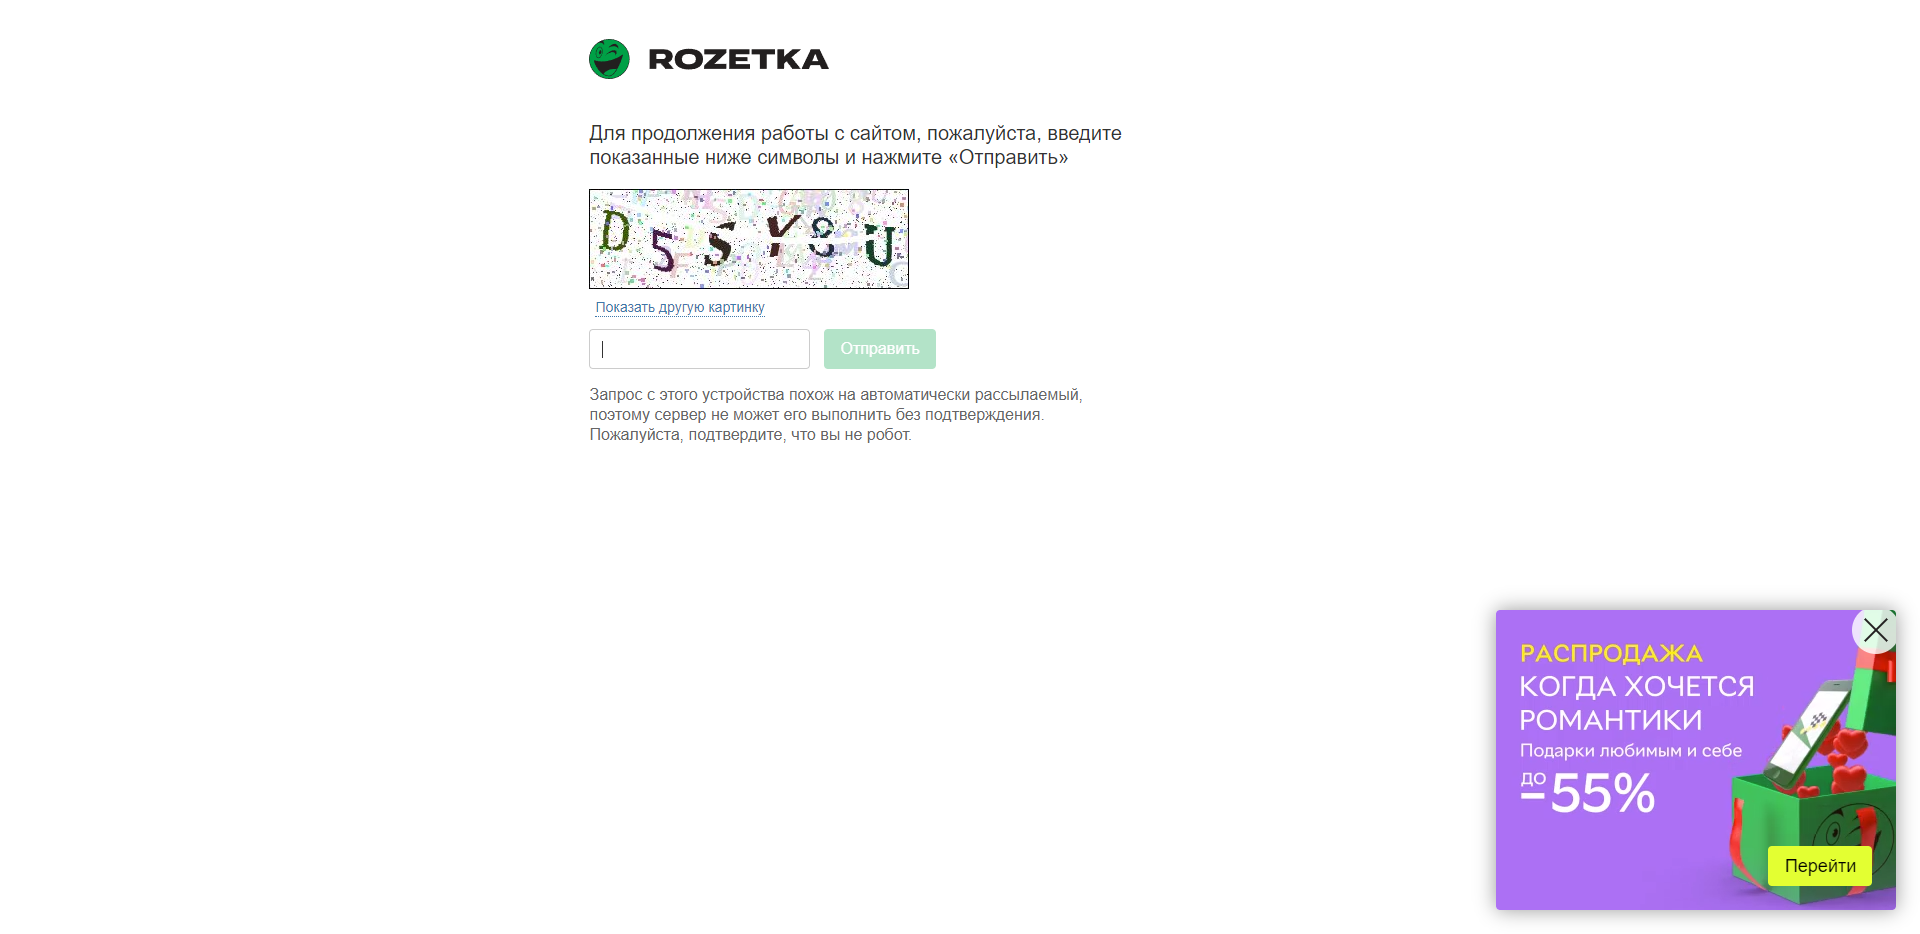 ROZETKA
Для продолжения работы с сайтом, пожалуйста, введите
показанные ниже символы и нажмите «Отправить»
Показать другую картинку
Отправить
Запрос с этого устройства похож на автоматически рассылаемый,
поэтому сервер не может его выполнить без подтверждения.
Пожалуйста, подтвердите, что вы не робот.
РАСПРОДАЖА
КОГДА ХОЧЕТСЯ
РОМАНТИКИ
Подарки любимым и себе
до
-55%
Перейти